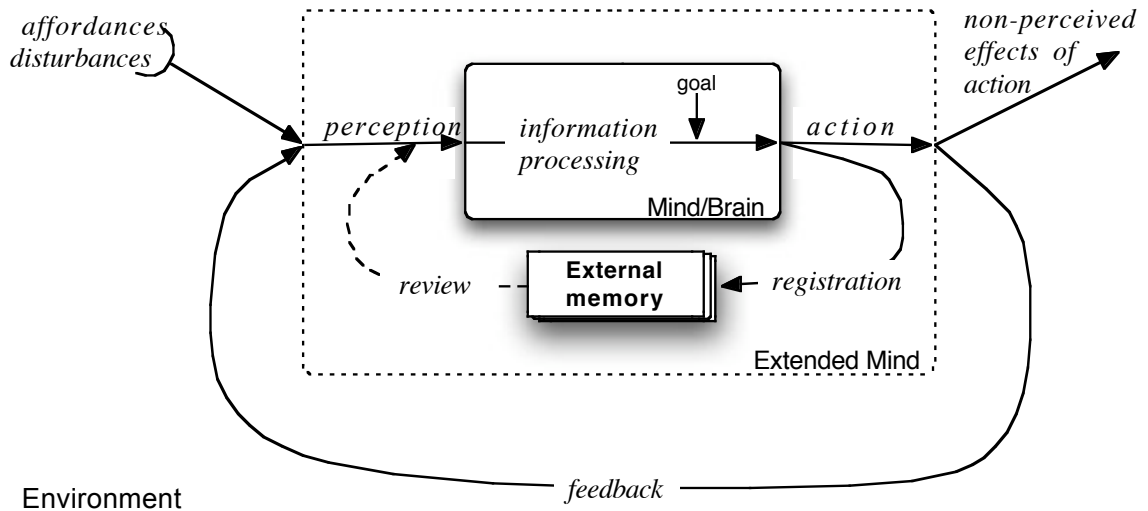 affordances
disturbances
non-perceived
effects of
action
goal
perception
information
processing
action
Mind/Brain
review
External
memory
registration
Extended Mind
feedback
Environment